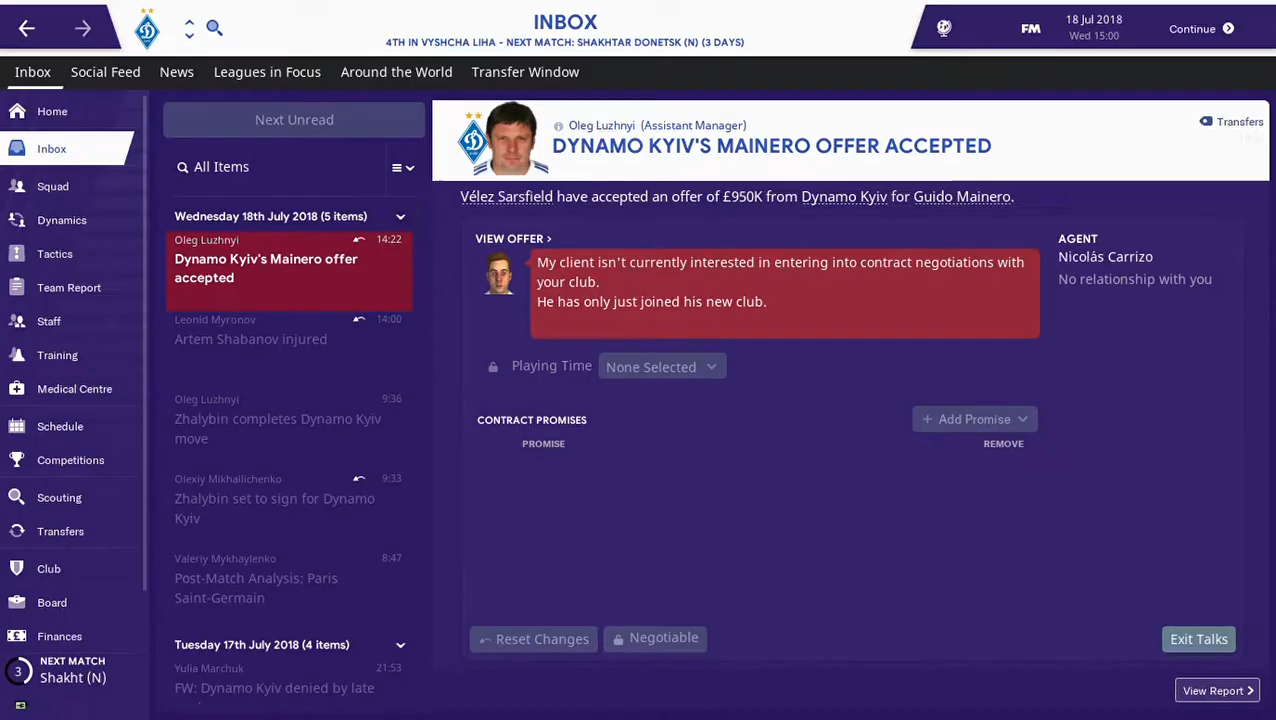 INBOX
4TH IN VYSHCHA LIHA - NEXT MATCH: SHAKHTAR DONETSK (N) (3 DAYS)
FM
18 Jul 2018
Wed 15:00
Continue
Inbox
Social Feed
News
Leagues in Focus
Around the World
Transfer Window
Home
Inbox
Squad
Dynamics
Tactics
Team Report
Staff
Training
Medical Centre
Schedule
Competitions
Scouting
Transfers
Club
Board
Finances
3
NEXT MATCH
Shakht (N)
Next Unread
All Items
Wednesday 18th July 2018 (5 items)
Oleg Luzhnyi 14:22
Dynamo Kyiv's Mainero offer
accepted
Leonid Myronov 14:00
Artem Shabanov injured
Oleg Luzhnyi 9:36
Zhalybin completes Dynamo Kyiv
move
Olexiy Mikhailichenko 9:33
Zhalybin set to sign for Dynamo
Kyiv
Valeriy Mykhaylenko 8:47
Post-Match Analysis; Paris
Saint-Germain
Tuesday 17th July 2018 (4 items)
Yulia Marchuk 21:53
FW: Dynamo Kyiv denied by late
Oleg Luzhnyi (Assistant Manager)
DYNAMO KYIV'S MAINERO OFFER ACCEPTED
Transfers
Vélez Sarsfield have accepted an offer of £950K from Dynamo Kyiv for Guido Mainero.
VIEW OFFER >
My client isn't currently interested in entering into contract negotiations with
your club.
He has only just joined his new club.
AGENT
Nicolás Carrizo
No relationship with you
Playing Time None Selected
CONTRACT PROMISES
+ Add Promise
PROMISE
REMOVE
Reset Changes
Negotiable
Exit Talks
View Report >